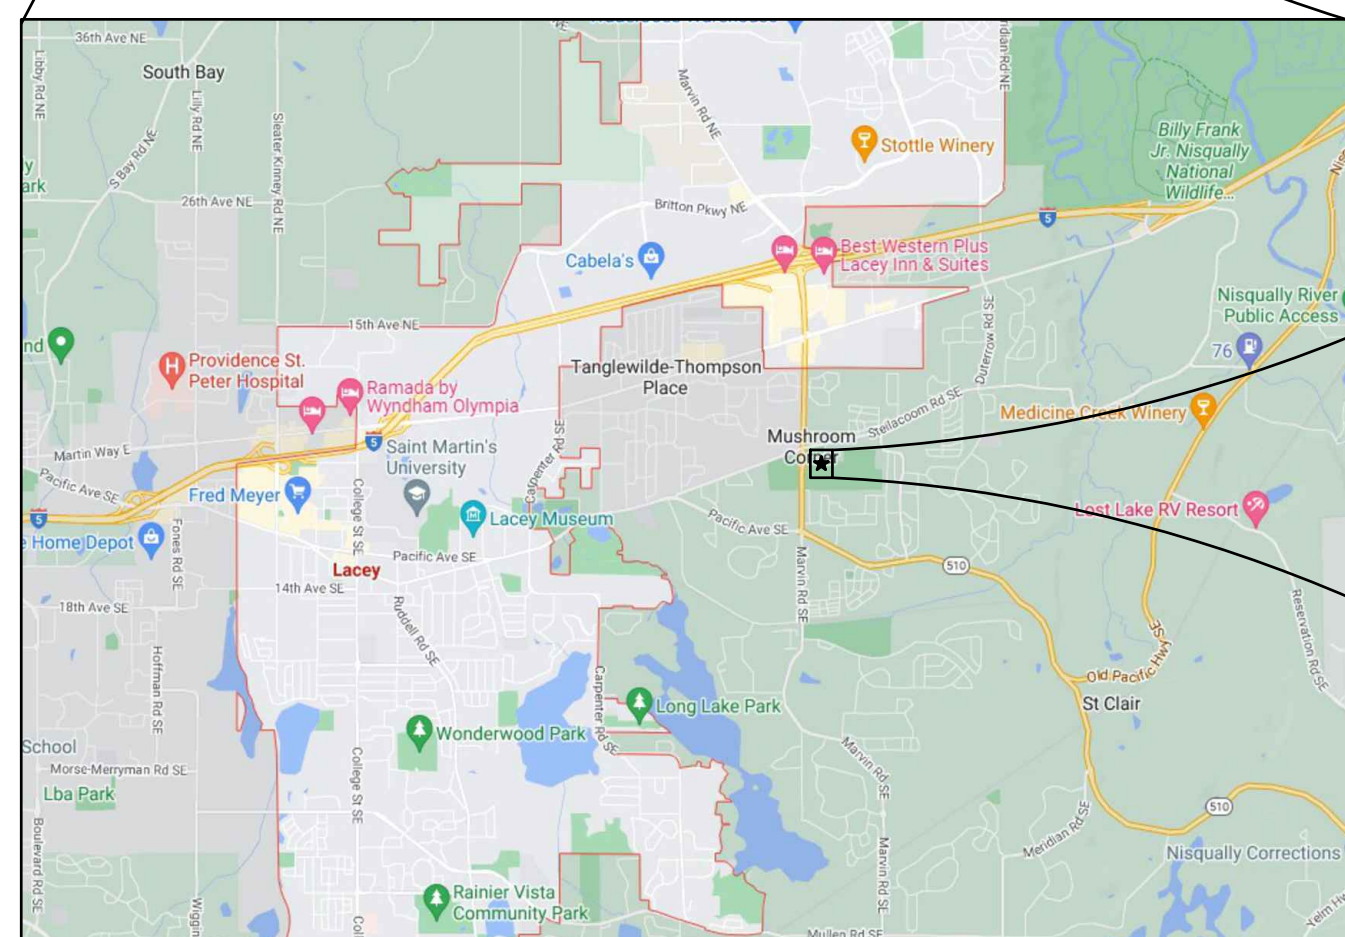 36th Ave NE
South Bay
Libby Rd NE
Lilly Rd NE
Sleater Kinney Rd NE
S Bay Rd NE
26th Ave NE
Marvin Rd NE
Stottle Winery
Billy Frank
Jr. Nisqually
National
Wildlife...
Britton Pkwy NE
5
Cabela's
Best Western Plus
Lacey Inn & Suites
Nisqually River
Public Access
15th Ave NE
76
Duterrow Rd SE
Providence St.
Peter Hospital
Tanglewilde-Thompson
Place
Ramada by
Wyndham Olympia
Steilacoom Rd SE
Medicine Creek Winery
Martin Way E
5
Saint Martin's
University
Mushroom
Corner
Carpenter Rd SE
Pacific Ave SE
Fred Meyer
College St SE
Lacey Museum
Pacific Ave SE
Lost Lake RV Resort
5
Home Depot
Fones Rd SE
Pacific Ave SE
Lacey
Marvin Rd SE
510
14th Ave SE
18th Ave SE
Ruddell Rd SE
Reservation Rd SE
Hoffman Rd SE
Old Pacific Hwy SE
Carpenter Rd SE
Long Lake Park
St Clair
Wonderwood Park
School
Morse-Merryman Rd SE
College St SE
Marvin Rd SE
Lba Park
510
Boulevard Rd SE
Meridian Rd SE
Marvin Rd SE
Nisqually Corrections
Rainier Vista
Community Park
Mullen Rd SE